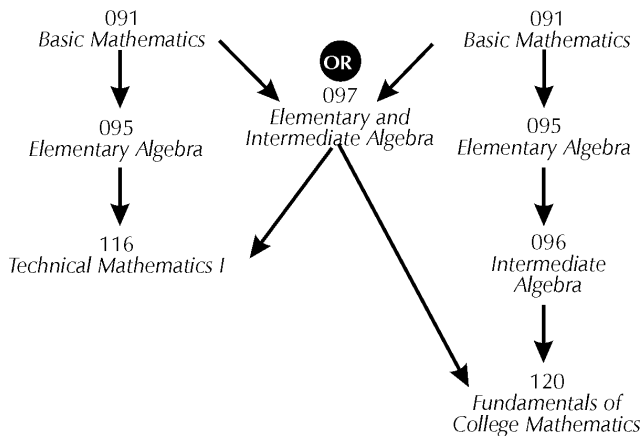 091
Basic Mathematics
095
Elementary Algebra
116
Technical Mathematics I
OR
097
Elementary and
Intermediate Algebra
091
Basic Mathematics
095
Elementary Algebra
096
Intermediate
Algebra
120
Fundamentals of
College Mathematics